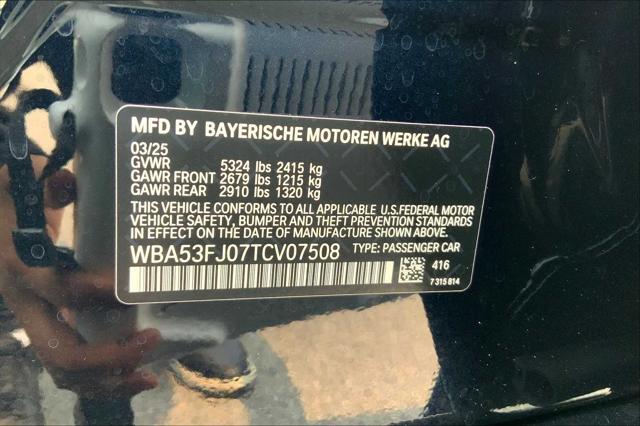 MFD BY BAYERISCHE MOTOREN WERKE AG
03/25
GVWR 5324 lbs 2415 kg
GAWR FRONT 2679 lbs 1215 kg
GAWR REAR 2910 lbs 1320 kg
THIS VEHICLE CONFORMS TO ALL APPLICABLE U.S.FEDERAL MOTOR
VEHICLE SAFETY, BUMPER AND THEFT PREVENTION STANDARDS
IN EFFECT ON THE DATE OF MANUFACTURE SHOWN ABOVE.
WBA53FJ07TCV07508 TYPE: PASSENGER CAR
416
7 315 814